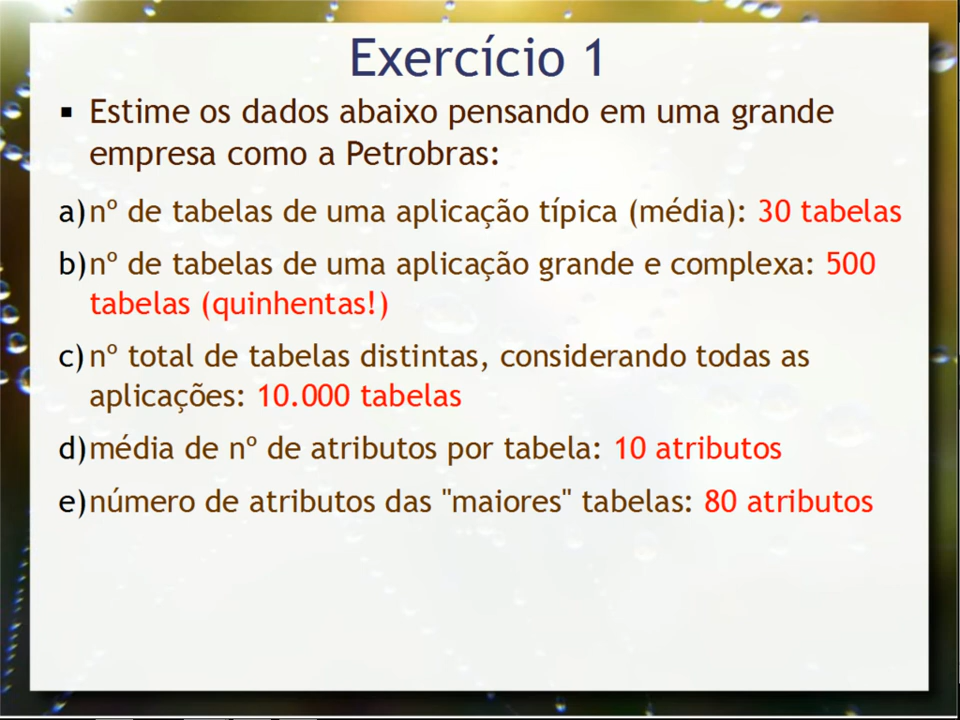 Exercício 1
▪ Estime os dados abaixo pensando em uma grande
empresa como a Petrobras:
a) nº de tabelas de uma aplicação típica (média): 30 tabelas
b) nº de tabelas de uma aplicação grande e complexa: 500
tabelas (quinhentas!)
c) nº total de tabelas distintas, considerando todas as
aplicações: 10.000 tabelas
d) média de nº de atributos por tabela: 10 atributos
e) número de atributos das "maiores" tabelas: 80 atributos